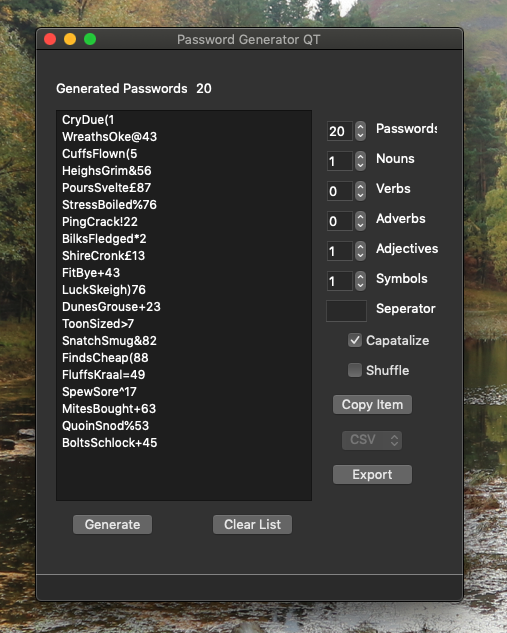 Password Generator QT
Generated Passwords 20
CryDue(1
WreathsOke@43
CuffsFlown(5
HeighsGrim&56
PoursSvelte£87
StressBoiled%76
PingCrack!22
BilksFledged*2
ShireCronk£13
FitBye+43
LuckSkeigh)76
DunesGrouse+23
ToonSized>7
SnatchSmug&82
FindsCheap(88
FluffsKraal=49
SpewSore^17
MitesBought+63
QuoinSnod%53
BoltsSchlock+45
20 Passwords
1 Nouns
0 Verbs
0 Adverbs
1 Adjectives
1 Symbols
Seperator
Capatalize
Shuffle
Copy Item
CSV
Export
Generate
Clear List